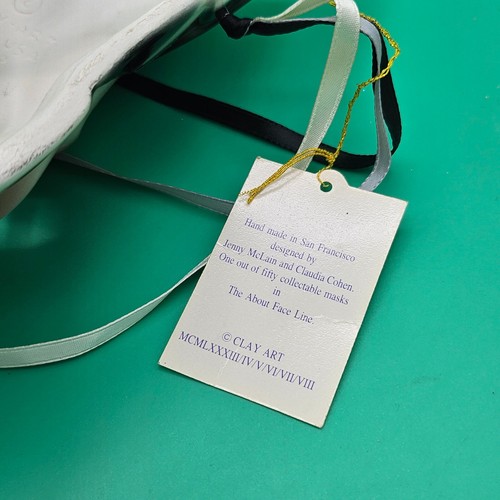 Hand made in San Francisco
designed by
Jenny McLain and Claudia Cohen.
One out of fifty collectable masks
in
The About Face Line.
© CLAY ART
MCMLXXXIII/IV/V/VI/VII/VIII